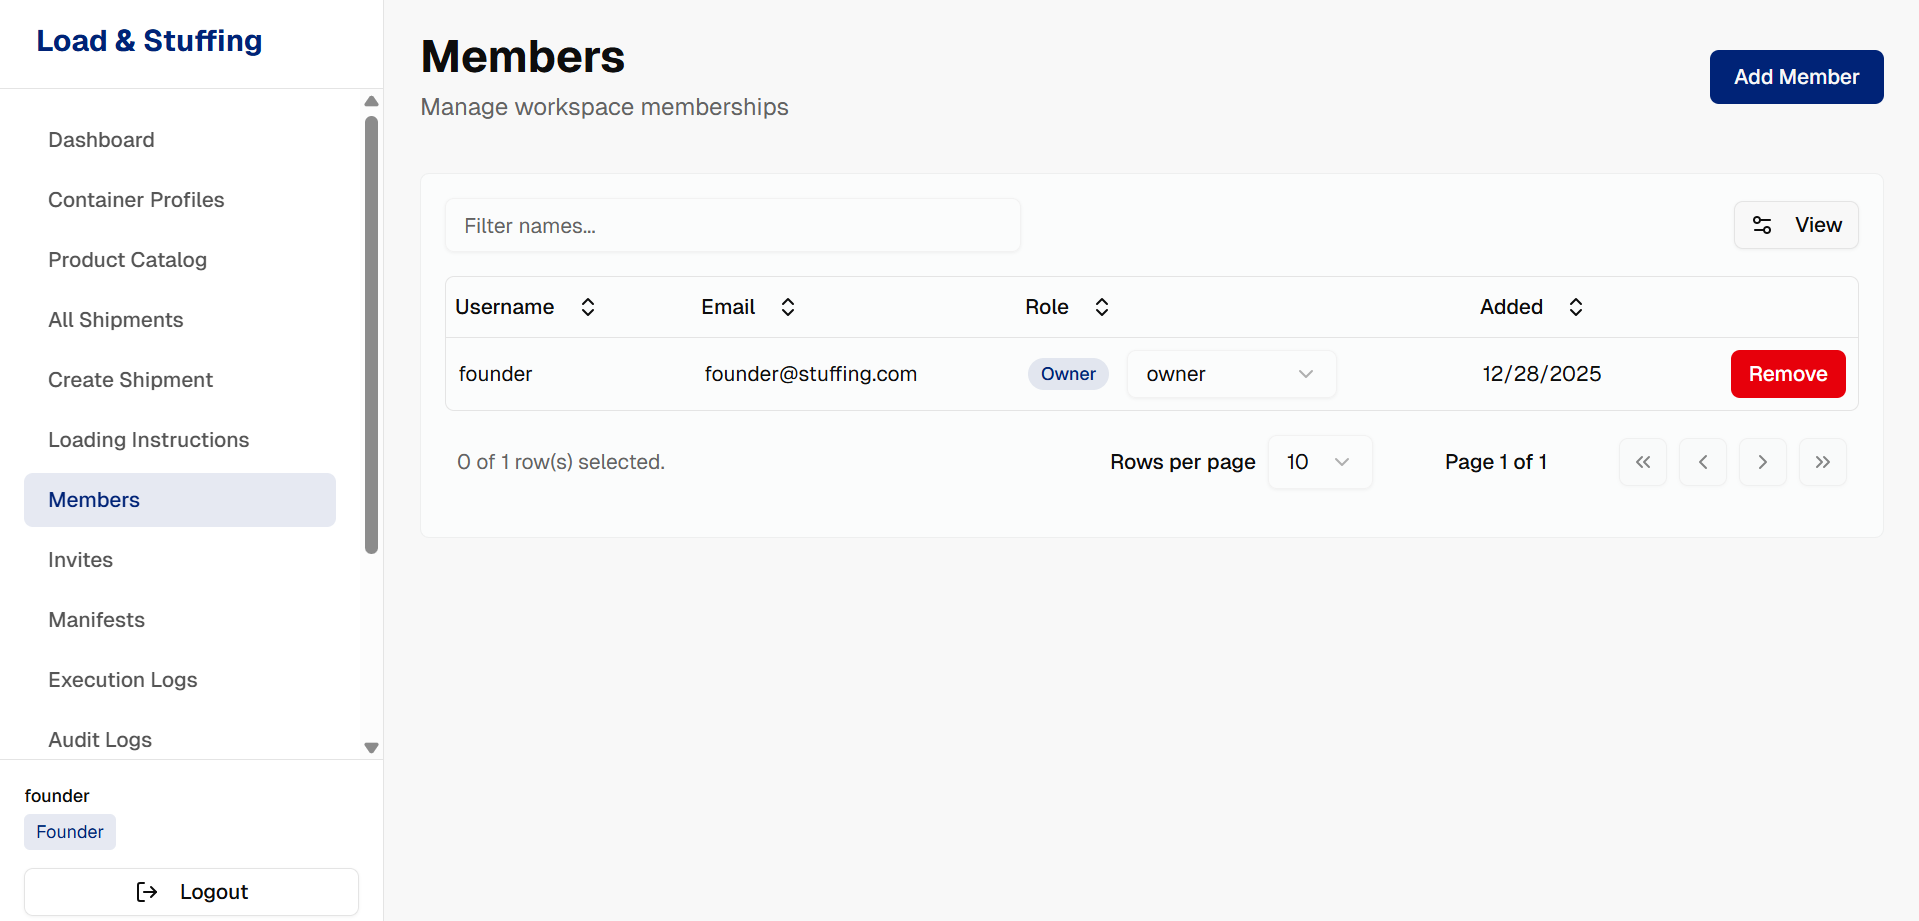 Load & Stuffing
Dashboard
Container Profiles
Product Catalog
All Shipments
Create Shipment
Loading Instructions
Members
Invites
Manifests
Execution Logs
Audit Logs
founder
Founder
Logout
Members
Manage workspace memberships
Add Member
Filter names...
View
Username Email Role Added
founder founder@stuffing.com Owner owner 12/28/2025 Remove
0 of 1 row(s) selected. Rows per page 10 Page 1 of 1